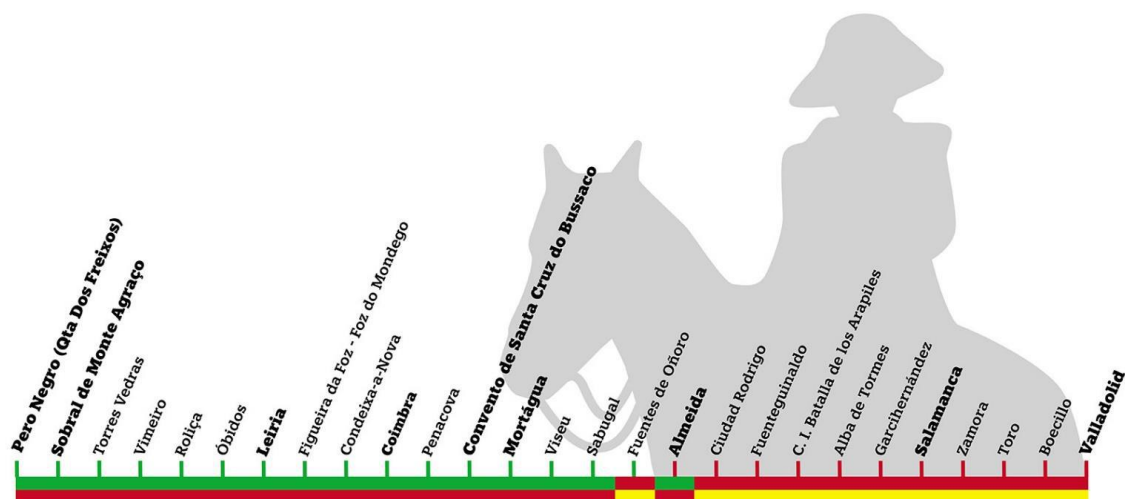 Pero Negro (Qta Dos Freixos)
Sobral de Monte Agraço
Torres Vedras
Vimeiro
Roliça
Óbidos
Leiria
Figueira da Foz - Foz do Mondego
Condeixa-a-Nova
Coimbra
Penacova
Convento de Santa Cruz do Bussaco
Mortágua
Viseu
Sabugal
Fuentes de Oñoro
Almeida
Ciudad Rodrigo
Fuenteguinaldo
C. I. Batalla de los Arapiles
Alba de Tormes
Garcihernández
Salamanca
Zamora
Toro
Boecillo
Valladolid